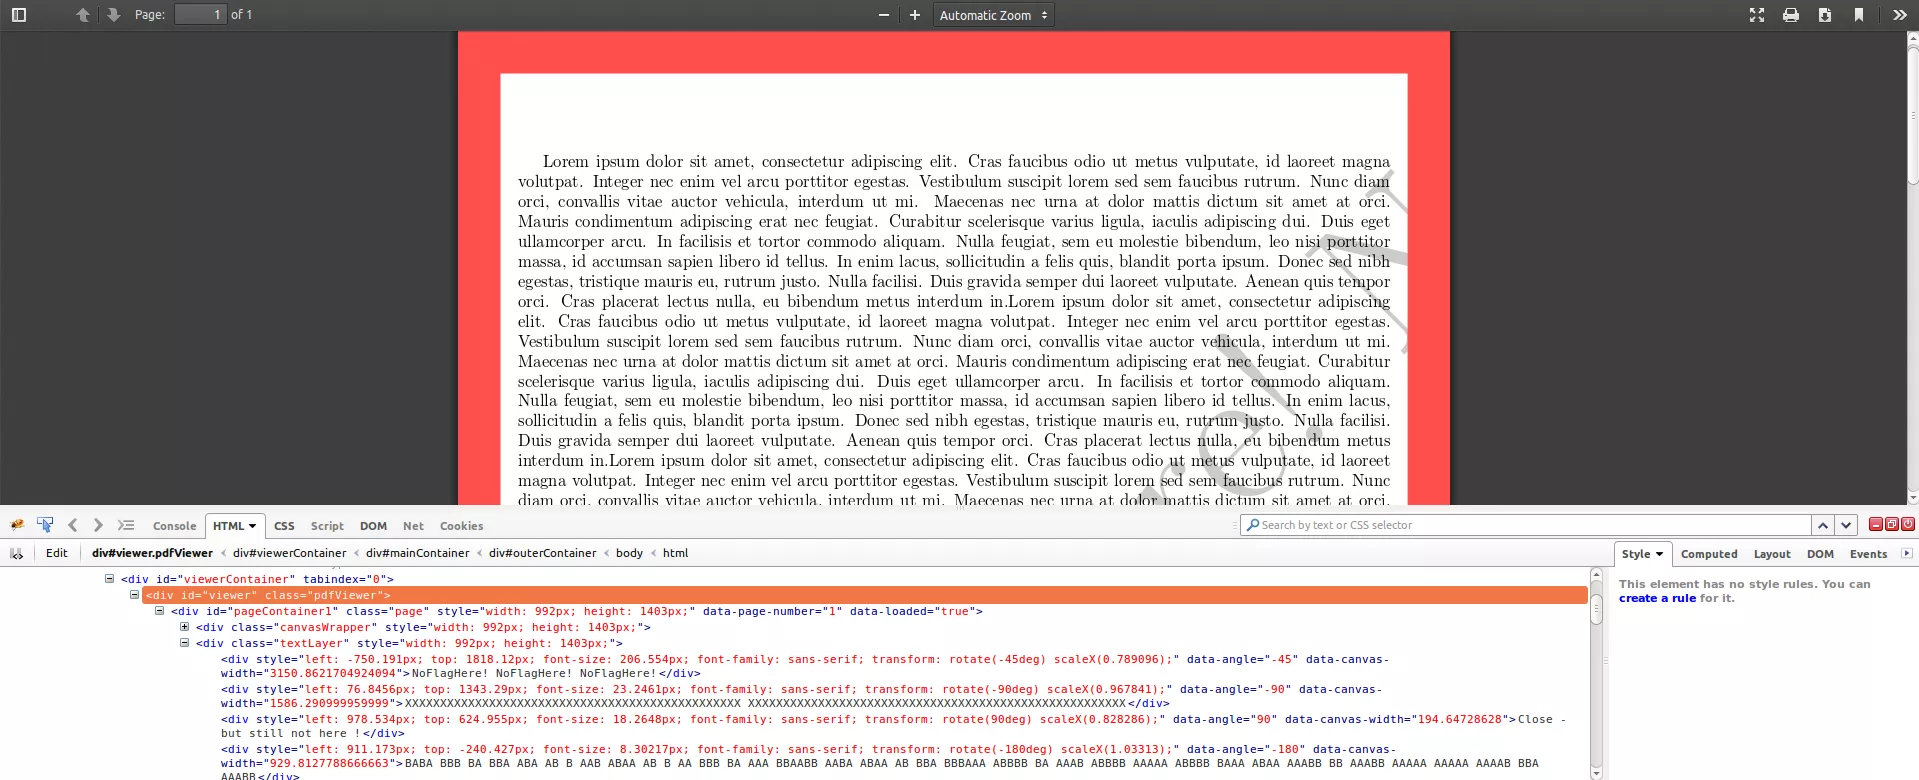 Page: 1 of 1 Automatic Zoom
Lorem ipsum dolor sit amet, consectetur adipiscing elit. Cras faucibus odio ut metus vulputate, id laoreet magna
volutpat. Integer nec enim vel arcu porttitor egestas. Vestibulum suscipit lorem sed sem faucibus rutrum. Nunc diam
orci, convallis vitae auctor vehicula, interdum ut mi. Maecenas nec urna at dolor mattis dictum sit amet at orci.
Mauris condimentum adipiscing erat nec feugiat. Curabitur scelerisque varius ligula, iaculis adipiscing dui. Duis eget
ullamcorper arcu. In facilisis et tortor commodo aliquam. Nulla feugiat, sem eu molestie bibendum, leo nisi porttitor
massa, id accumsan sapien libero id tellus. In enim lacus, sollicitudin a felis quis, blandit porta ipsum. Donec sed nibh
egestas, tristique mauris eu, rutrum justo. Nulla facilisi. Duis gravida semper dui laoreet vulputate. Aenean quis tempor
orci. Cras placerat lectus nulla, eu bibendum metus interdum in.Lorem ipsum dolor sit amet, consectetur adipiscing
elit. Cras faucibus odio ut metus vulputate, id laoreet magna volutpat. Integer nec enim vel arcu porttitor egestas.
Vestibulum suscipit lorem sed sem faucibus rutrum. Nunc diam orci, convallis vitae auctor vehicula, interdum ut mi.
Maecenas nec urna at dolor mattis dictum sit amet at orci. Mauris condimentum adipiscing erat nec feugiat. Curabitur
scelerisque varius ligula, iaculis adipiscing dui. Duis eget ullamcorper arcu. In facilisis et tortor commodo aliquam.
Nulla feugiat, sem eu molestie bibendum, leo nisi porttitor massa, id accumsan sapien libero id tellus. In enim lacus,
sollicitudin a felis quis, blandit porta ipsum. Donec sed nibh egestas, tristique mauris eu, rutrum justo. Nulla facilisi.
Duis gravida semper dui laoreet vulputate. Aenean quis tempor orci. Cras placerat lectus nulla, eu bibendum metus
interdum in.Lorem ipsum dolor sit amet, consectetur adipiscing elit. Cras faucibus odio ut metus vulputate, id laoreet
magna volutpat. Integer nec enim vel arcu porttitor egestas. Vestibulum suscipit lorem sed sem faucibus rutrum. Nunc
diam orci, convallis vitae auctor vehicula, interdum ut mi. Maecenas nec urna at dolor mattis dictum sit amet at orci.
re! N
Console HTML CSS Script DOM Net Cookies Search by text or CSS selector
Edit div#viewer.pdfViewer < div#viewerContainer < div#mainContainer < div#outerContainer < body < html
Style Computed Layout DOM Events
<div id="viewerContainer" tabindex="0">
<div id="viewer" class="pdfViewer">
<div id="pageContainer1" class="page" style="width: 992px; height: 1403px;" data-page-number="1" data-loaded="true">
<div class="canvasWrapper" style="width: 992px; height: 1403px;">
<div class="textLayer" style="width: 992px; height: 1403px;">
<div style="left: -750.191px; top: 1818.12px; font-size: 206.554px; font-family: sans-serif; transform: rotate(-45deg) scaleX(0.789096);" data-angle="-45" data-canvas-
width="3150.8621704924094">NoFlagHere! NoFlagHere! NoFlagHere!</div>
<div style="left: 76.8456px; top: 1343.29px; font-size: 23.2461px; font-family: sans-serif; transform: rotate(-90deg) scaleX(0.967841);" data-angle="-90" data-canvas-
width="1586.290999959999">XXXXXXXXXXXXXXXXXXXXXXXXXXXXXXXXXXXXXXXXXXXXXXXX XXXXXXXXXXXXXXXXXXXXXXXXXXXXXXXXXXXXXXXXXXXXXXXXXXXXXX</div>
<div style="left: 978.534px; top: 624.955px; font-size: 18.2648px; font-family: sans-serif; transform: rotate(90deg) scaleX(0.828286);" data-angle="90" data-canvas-width="194.64728628">Close -
but still not here !</div>
<div style="left: 911.173px; top: -240.427px; font-size: 8.30217px; font-family: sans-serif; transform: rotate(-180deg) scaleX(1.03313);" data-angle="-180" data-canvas-
width="929.8127788666663">BABA BBB BA BBA ABA AB B AAB ABAA AB B AA BBB BA AAA BBAABB AABA ABAA AB BBA BBBAAA ABBBB BA AAAB ABBBB AAAAA ABBBB BAAA ABAA AAABB BB AAABB AAAAA AAAAA AAAAB BBA
AAABB</div>
This element has no style rules. You can
create a rule for it.